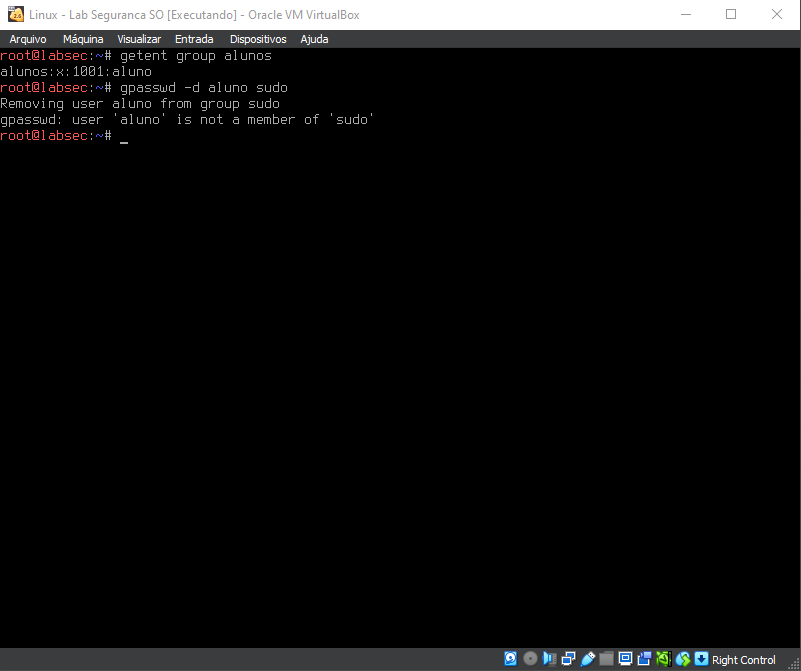 Linux - Lab Seguranca SO [Executando] - Oracle VM VirtualBox
Arquivo Máquina Visualizar Entrada Dispositivos Ajuda
root@labsec:~# getent group alunos
alunos:x:1001:aluno
root@labsec:~# gpasswd -d aluno sudo
Removing user aluno from group sudo
gpasswd: user 'aluno' is not a member of 'sudo'
root@labsec:~# _
Right Control